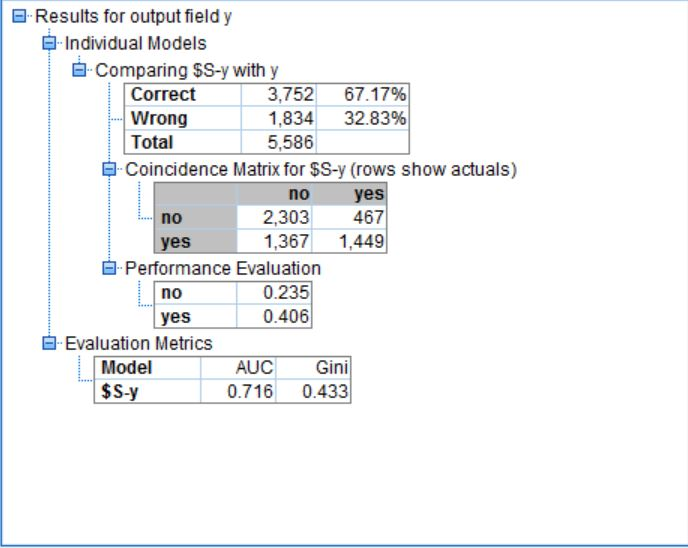 Results for output field y
Individual Models
Comparing $S-y with y
Correct 3,752 67.17%
Wrong 1,834 32.83%
Total 5,586
Coincidence Matrix for $S-y (rows show actuals)
no yes
no 2,303 467
yes 1,367 1,449
Performance Evaluation
no 0.235
yes 0.406
Evaluation Metrics
Model AUC Gini
$S-y 0.716 0.433